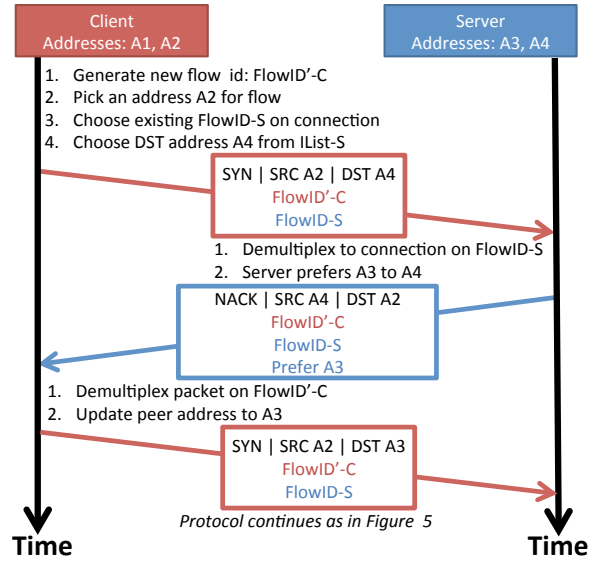 Client
Addresses: A1, A2
Server
Addresses: A3, A4
1. Generate new flow id: FlowID'-C
2. Pick an address A2 for flow
3. Choose existing FlowID-S on connection
4. Choose DST address A4 from IList-S
SYN | SRC A2 | DST A4
FlowID'-C
FlowID-S
1. Demultiplex to connection on FlowID-S
2. Server prefers A3 to A4
NACK | SRC A4 | DST A2
FlowID'-C
FlowID-S
Prefer A3
1. Demultiplex packet on FlowID'-C
2. Update peer address to A3
SYN | SRC A2 | DST A3
FlowID'-C
FlowID-S
Protocol continues as in Figure 5
Time
Time